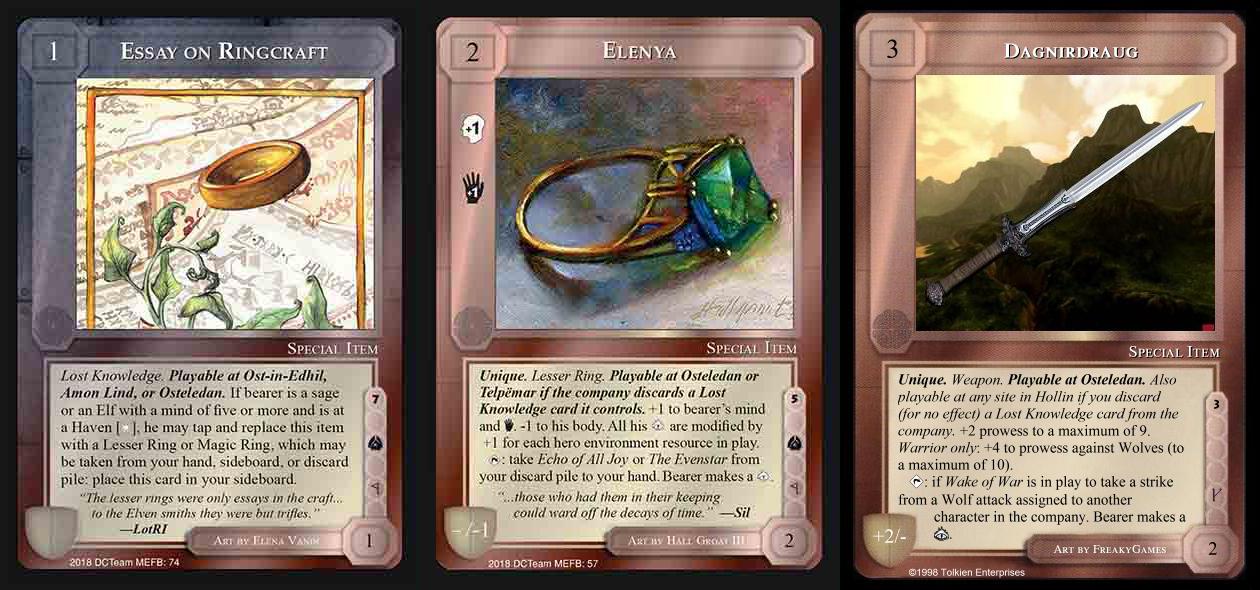 1
ESSAY ON RINGCRAFT
SPECIAL ITEM
Lost Knowledge. Playable at Ost-in-Edhil,
Amon Lind, or Osteledan. If bearer is a sage
or an Elf with a mind of five or more and is at
a Haven [ ], he may tap and replace this item
with a Lesser Ring or Magic Ring, which may
be taken from your hand, sideboard, or discard
pile: place this card in your sideboard.
"The lesser rings were only essays in the craft...
to the Elven smiths they were but trifles."
—LotRI
7
ART BY ELENA VANIN
1
2018 DCTeam MEFB: 74
2
ELENYA
+1
+1
SPECIAL ITEM
Unique. Lesser Ring. Playable at Osteledan or
Telpëmar if the company discards a Lost
Knowledge card it controls. +1 to bearer's mind
and . -1 to his body. All his are modified by
+1 for each hero environment resource in play.
: take Echo of All Joy or The Evenstar from
your discard pile to your hand. Bearer makes a .
"...those who had them in their keeping
could ward off the decays of time." —Sil
5
–/–1
ART BY HALL GROAT III
2
2018 DCTeam MEFB: 57
3
DAGNIRDRAUG
SPECIAL ITEM
Unique. Weapon. Playable at Osteledan. Also
playable at any site in Hollin if you discard
(for no effect) a Lost Knowledge card from the
company. +2 prowess to a maximum of 9.
Warrior only: +4 to prowess against Wolves (to
a maximum of 10).
: if Wake of War is in play to take a strike
from a Wolf attack assigned to another
character in the company. Bearer makes a
.
3
+2/-
ART BY FREAKYGAMES
2
©1998 Tolkien Enterprises